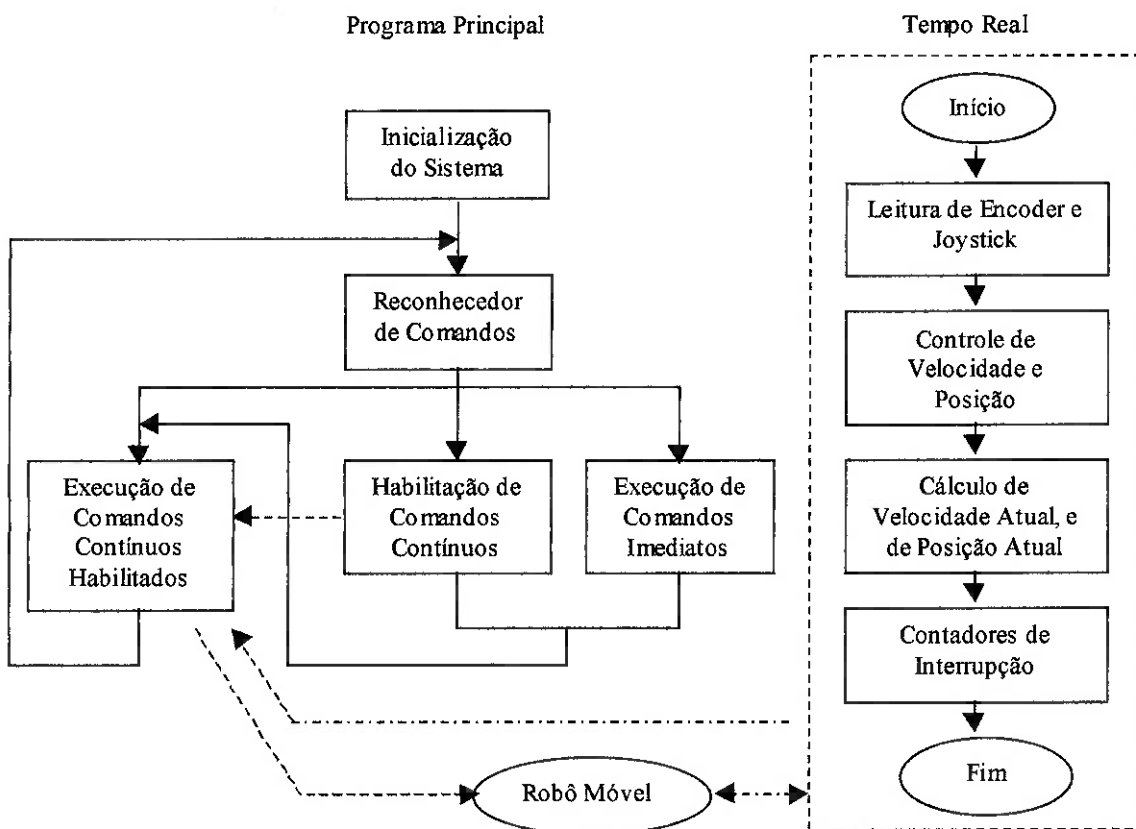 Programa Principal
Tempo Real
Inicialização
do Sistema
Reconhecedor
de Comandos
Execução de
Comandos
Contínuos
Habilitados
Habilitação de
Comandos
Contínuos
Execução de
Comandos
Imediatos
Robô Móvel
Início
Leitura de Encoder e
Joystick
Controle de
Velocidade e
Posição
Cálculo de
Velocidade Atual, e
de Posição Atual
Contadores de
Interrupção
Fim